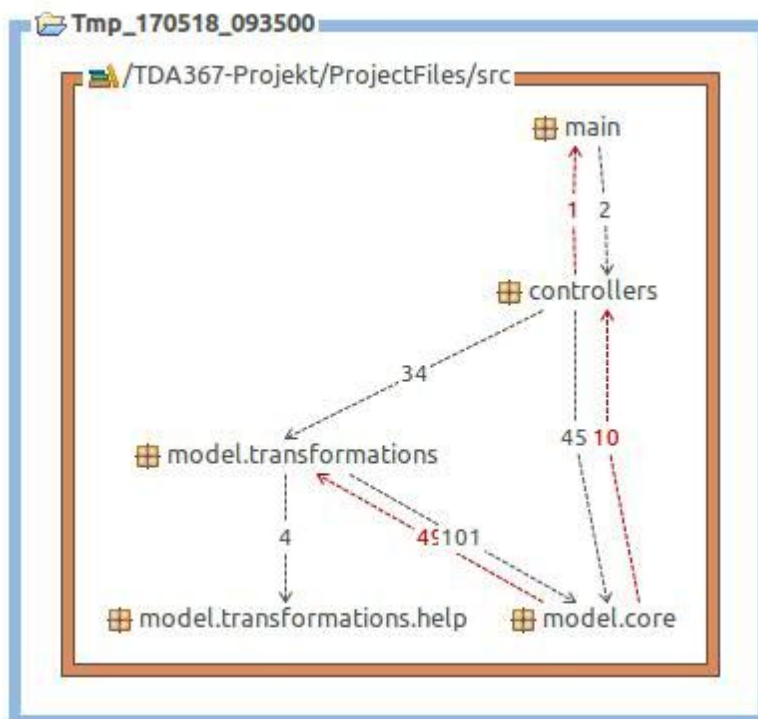 Tmp_170518_093500
/TDA367-Projekt/ProjectFiles/src
main
1 2
controllers
34
45 10
model.transformations
4
49 101
model.transformations.help
model.core